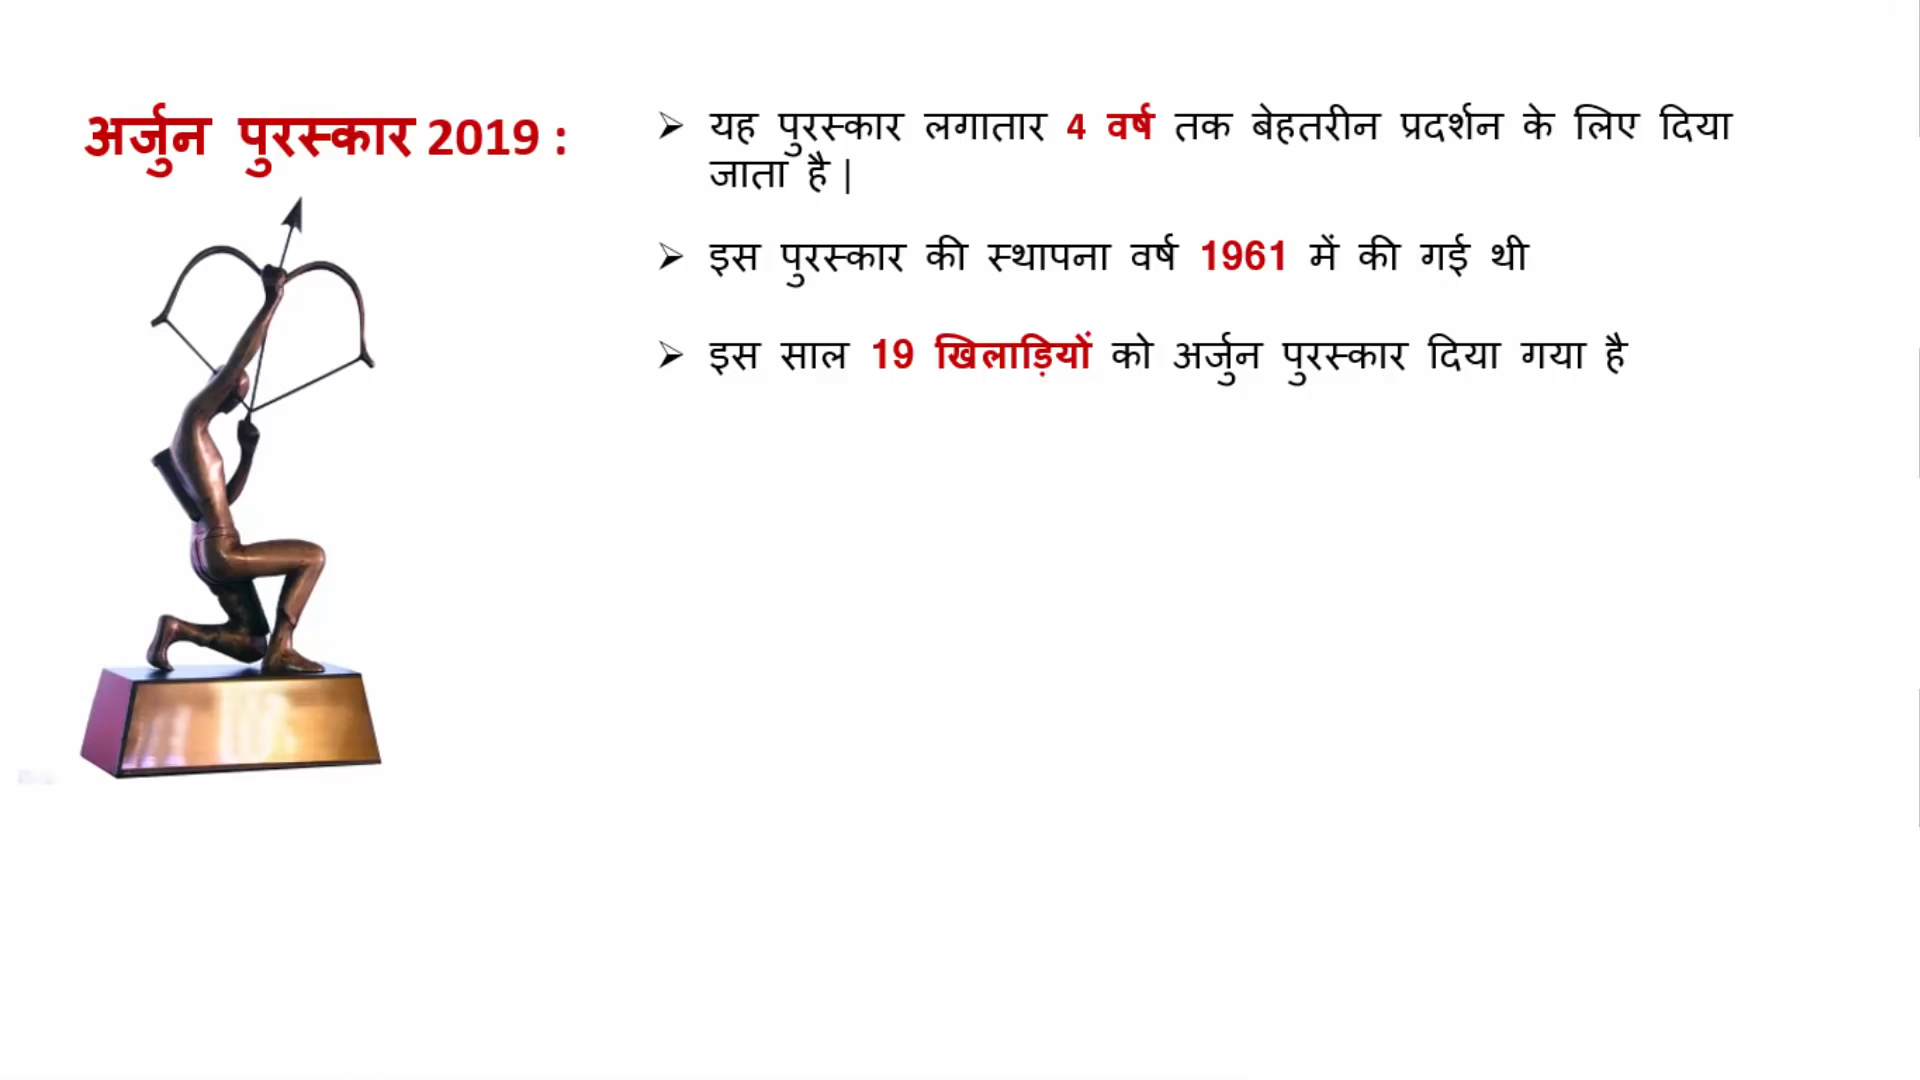 अर्जुन पुरस्कार 2019 :
➢ यह पुरस्कार लगातार 4 वर्ष तक बेहतरीन प्रदर्शन के लिए दिया
जाता है |
➢ इस पुरस्कार की स्थापना वर्ष 1961 में की गई थी
➢ इस साल 19 खिलाड़ियों को अर्जुन पुरस्कार दिया गया है